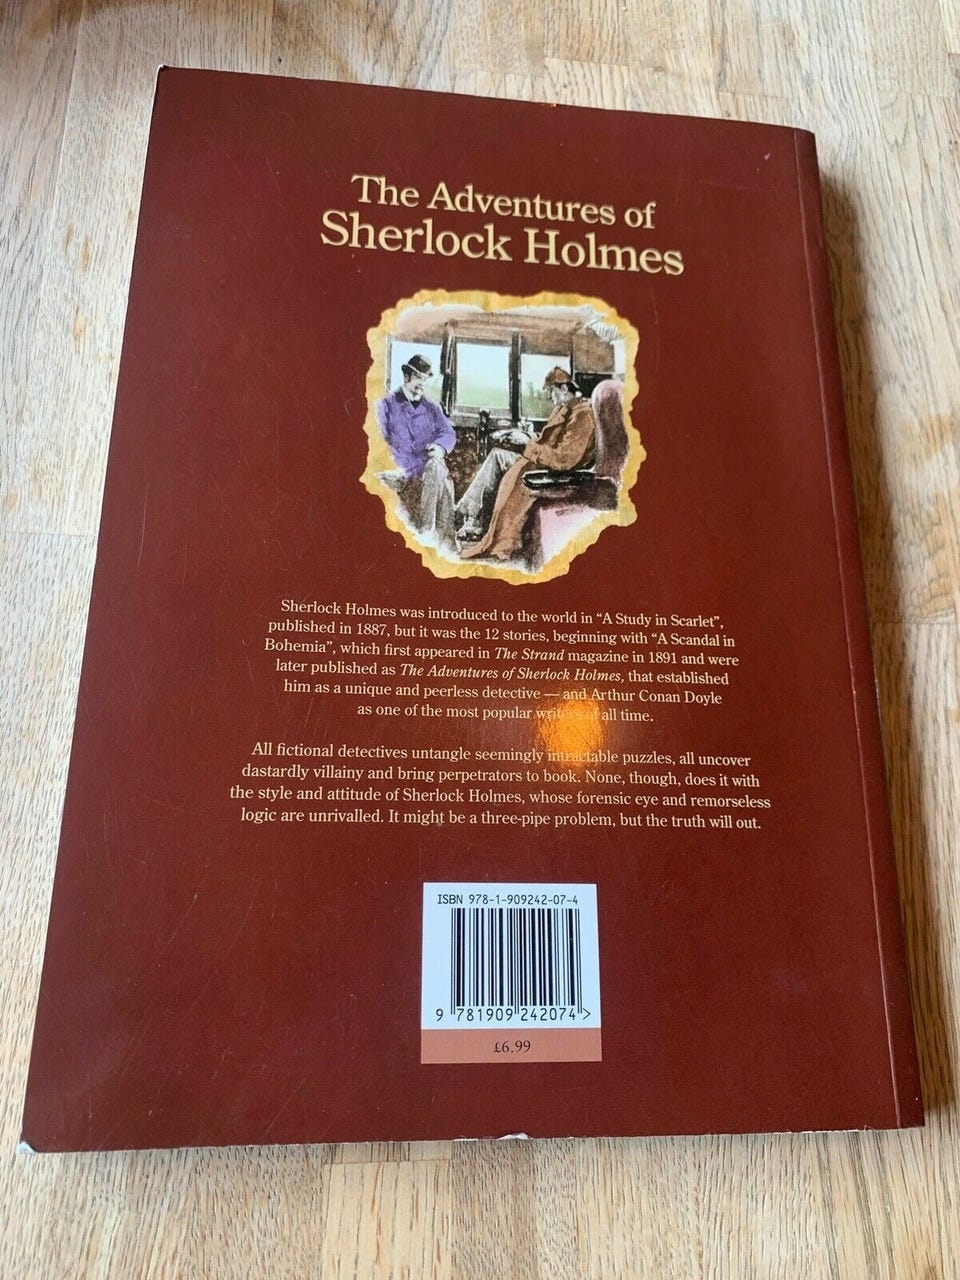 The Adventures of
Sherlock Holmes
Sherlock Holmes was introduced to the world in “A Study in Scarlet”,
published in 1887, but it was the 12 stories, beginning with “A Scandal in
Bohemia”, which first appeared in The Strand magazine in 1891 and were
later published as The Adventures of Sherlock Holmes, that established
him as a unique and peerless detective — and Arthur Conan Doyle
as one of the most popular writers of all time.
All fictional detectives untangle seemingly intractable puzzles, all uncover
dastardly villainy and bring perpetrators to book. None, though, does it with
the style and attitude of Sherlock Holmes, whose forensic eye and remorseless
logic are unrivalled. It might be a three-pipe problem, but the truth will out.
ISBN 978-1-909242-07-4
9 781909 242074 >
£6.99